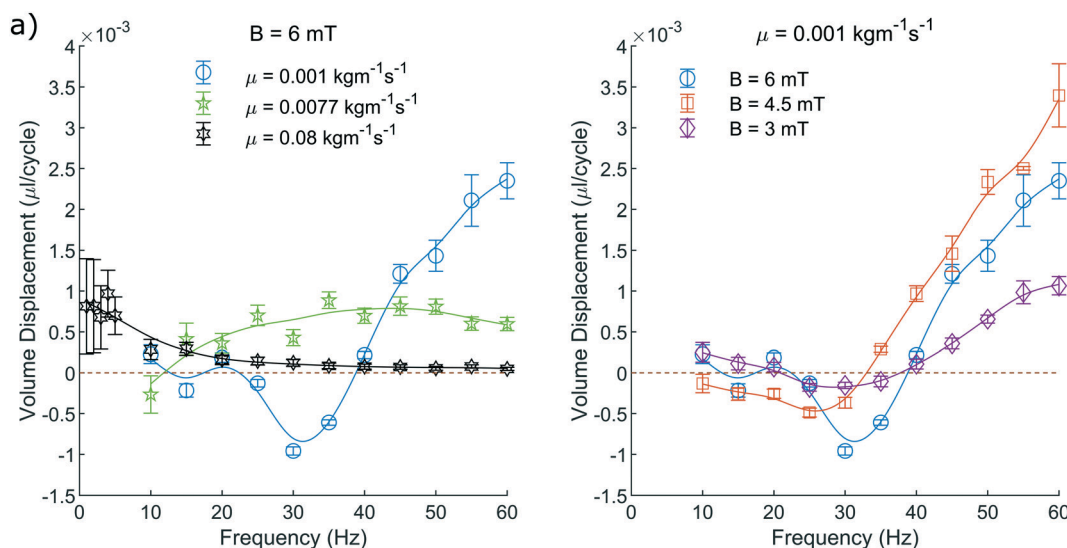 a)
×10⁻³
B = 6 mT
μ = 0.001 kgm⁻¹s⁻¹
μ = 0.0077 kgm⁻¹s⁻¹
μ = 0.08 kgm⁻¹s⁻¹
4
3.5
3
2.5
2
1.5
1
0.5
0
-0.5
-1
-1.5
Volume Displacement (μl/cycle)
10 20 30 40 50 60
Frequency (Hz)
×10⁻³
μ = 0.001 kgm⁻¹s⁻¹
B = 6 mT
B = 4.5 mT
B = 3 mT
4
3.5
3
2.5
2
1.5
1
0.5
0
-0.5
-1
-1.5
Volume Displacement (μl/cycle)
10 20 30 40 50 60
Frequency (Hz)